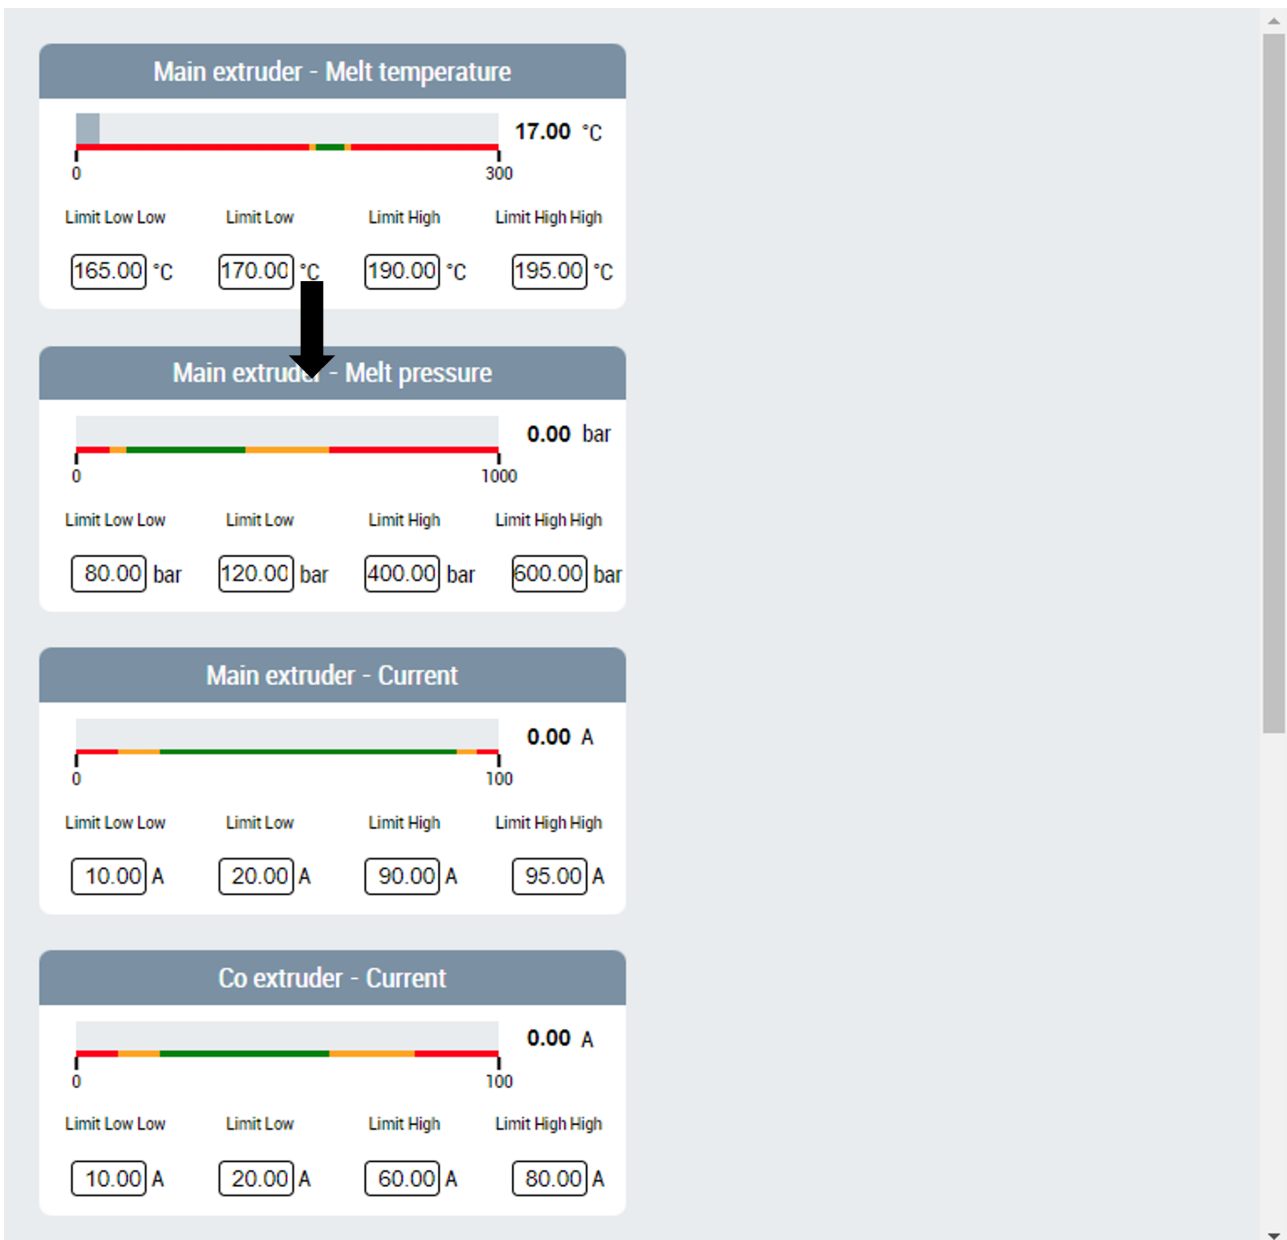 Main extruder - Melt temperature
17.00 °C
0 300
Limit Low Low Limit Low Limit High Limit High High
165.00 °C 170.00 °C 190.00 °C 195.00 °C
Main extruder - Melt pressure
0.00 bar
0 1000
Limit Low Low Limit Low Limit High Limit High High
80.00 bar 120.00 bar 400.00 bar 600.00 bar
Main extruder - Current
0.00 A
0 100
Limit Low Low Limit Low Limit High Limit High High
10.00 A 20.00 A 90.00 A 95.00 A
Co extruder - Current
0.00 A
0 100
Limit Low Low Limit Low Limit High Limit High High
10.00 A 20.00 A 60.00 A 80.00 A